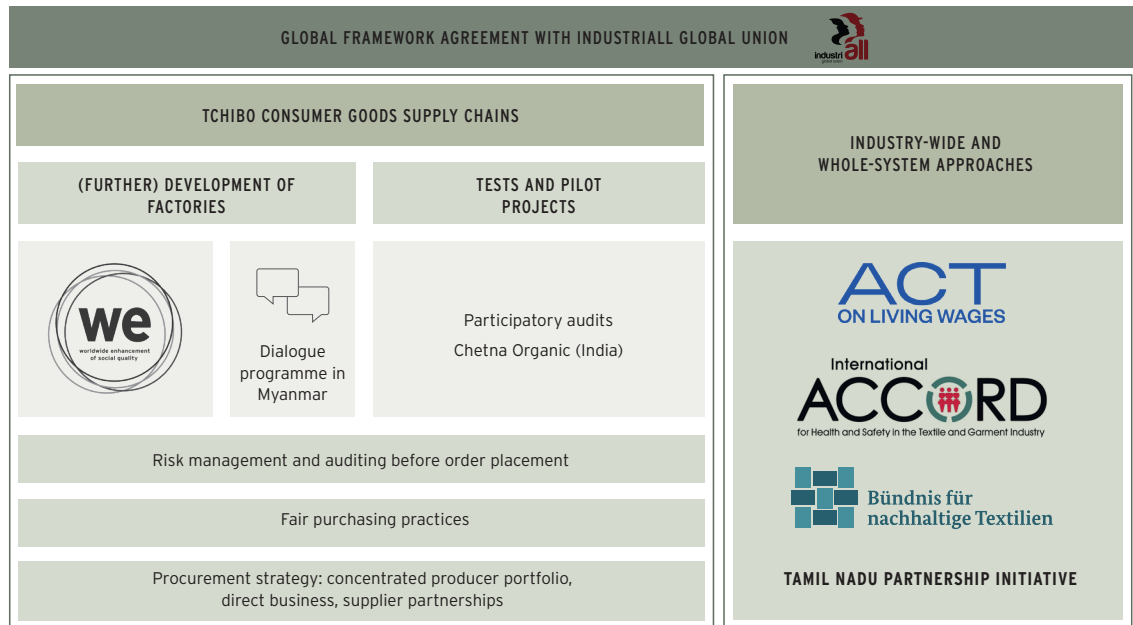 GLOBAL FRAMEWORK AGREEMENT WITH INDUSTRIALL GLOBAL UNION
industriall
global union
TCHIBO CONSUMER GOODS SUPPLY CHAINS
(FURTHER) DEVELOPMENT OF
FACTORIES
TESTS AND PILOT
PROJECTS
we
worldwide enhancement
of social quality
Dialogue
programme in
Myanmar
Participatory audits
Chetna Organic (India)
Risk management and auditing before order placement
Fair purchasing practices
Procurement strategy: concentrated producer portfolio,
direct business, supplier partnerships
INDUSTRY-WIDE AND
WHOLE-SYSTEM APPROACHES
ACT
ON LIVING WAGES
International
ACCORD
for Health and Safety in the Textile and Garment Industry
Bündnis für
nachhaltige Textilien
TAMIL NADU PARTNERSHIP INITIATIVE